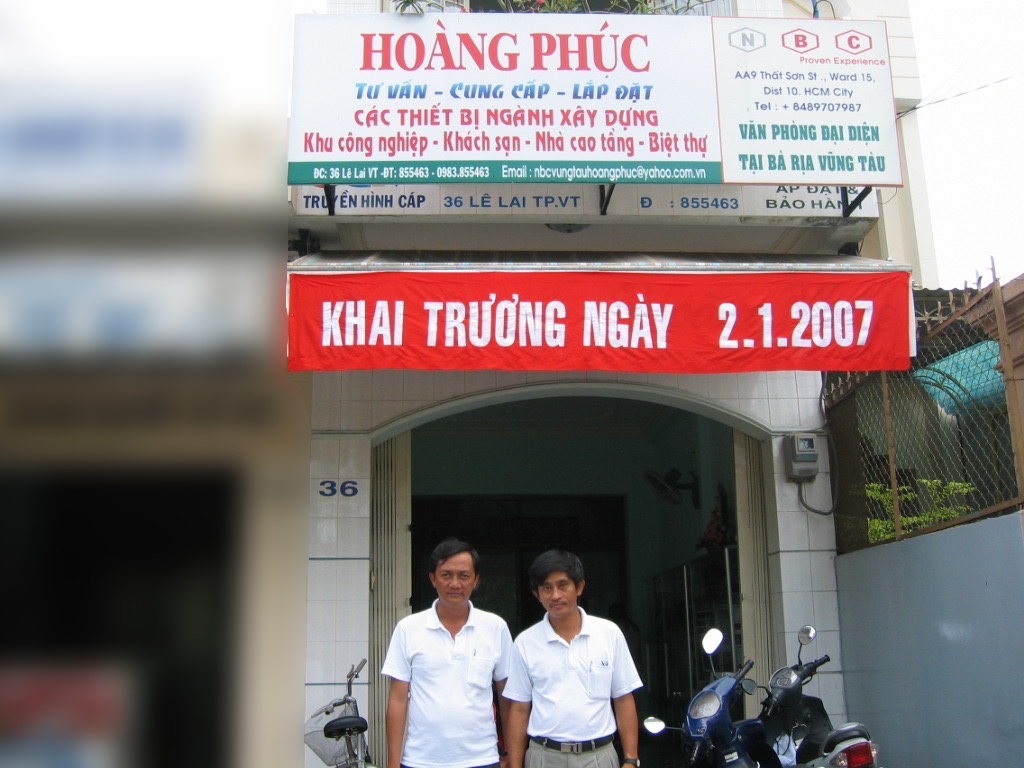 HOÀNG PHÚC
TƯ VẤN - CUNG CẤP - LẮP ĐẶT
CÁC THIẾT BỊ NGÀNH XÂY DỰNG
Khu công nghiệp - Khách sạn - Nhà cao tầng - Biệt thự
ĐC: 36 Lê Lai VT -ĐT: 855463 - 0983.855463 Email : nbcvungtauhoangphuc@yahoo.com.vn
N B C
Proven Experience
AA9 Thất Sơn St ., Ward 15,
Dist 10. HCM City
Tel : + 8489707987
VĂN PHÒNG ĐẠI DIỆN
TẠI BÀ RỊA VŨNG TÀU
TRUYỀN HÌNH CÁP 36 LÊ LAI TP.VT Đ : 855463
ẮP ĐẶT &
BẢO HÀNH
KHAI TRƯƠNG NGÀY 2.1.2007
36